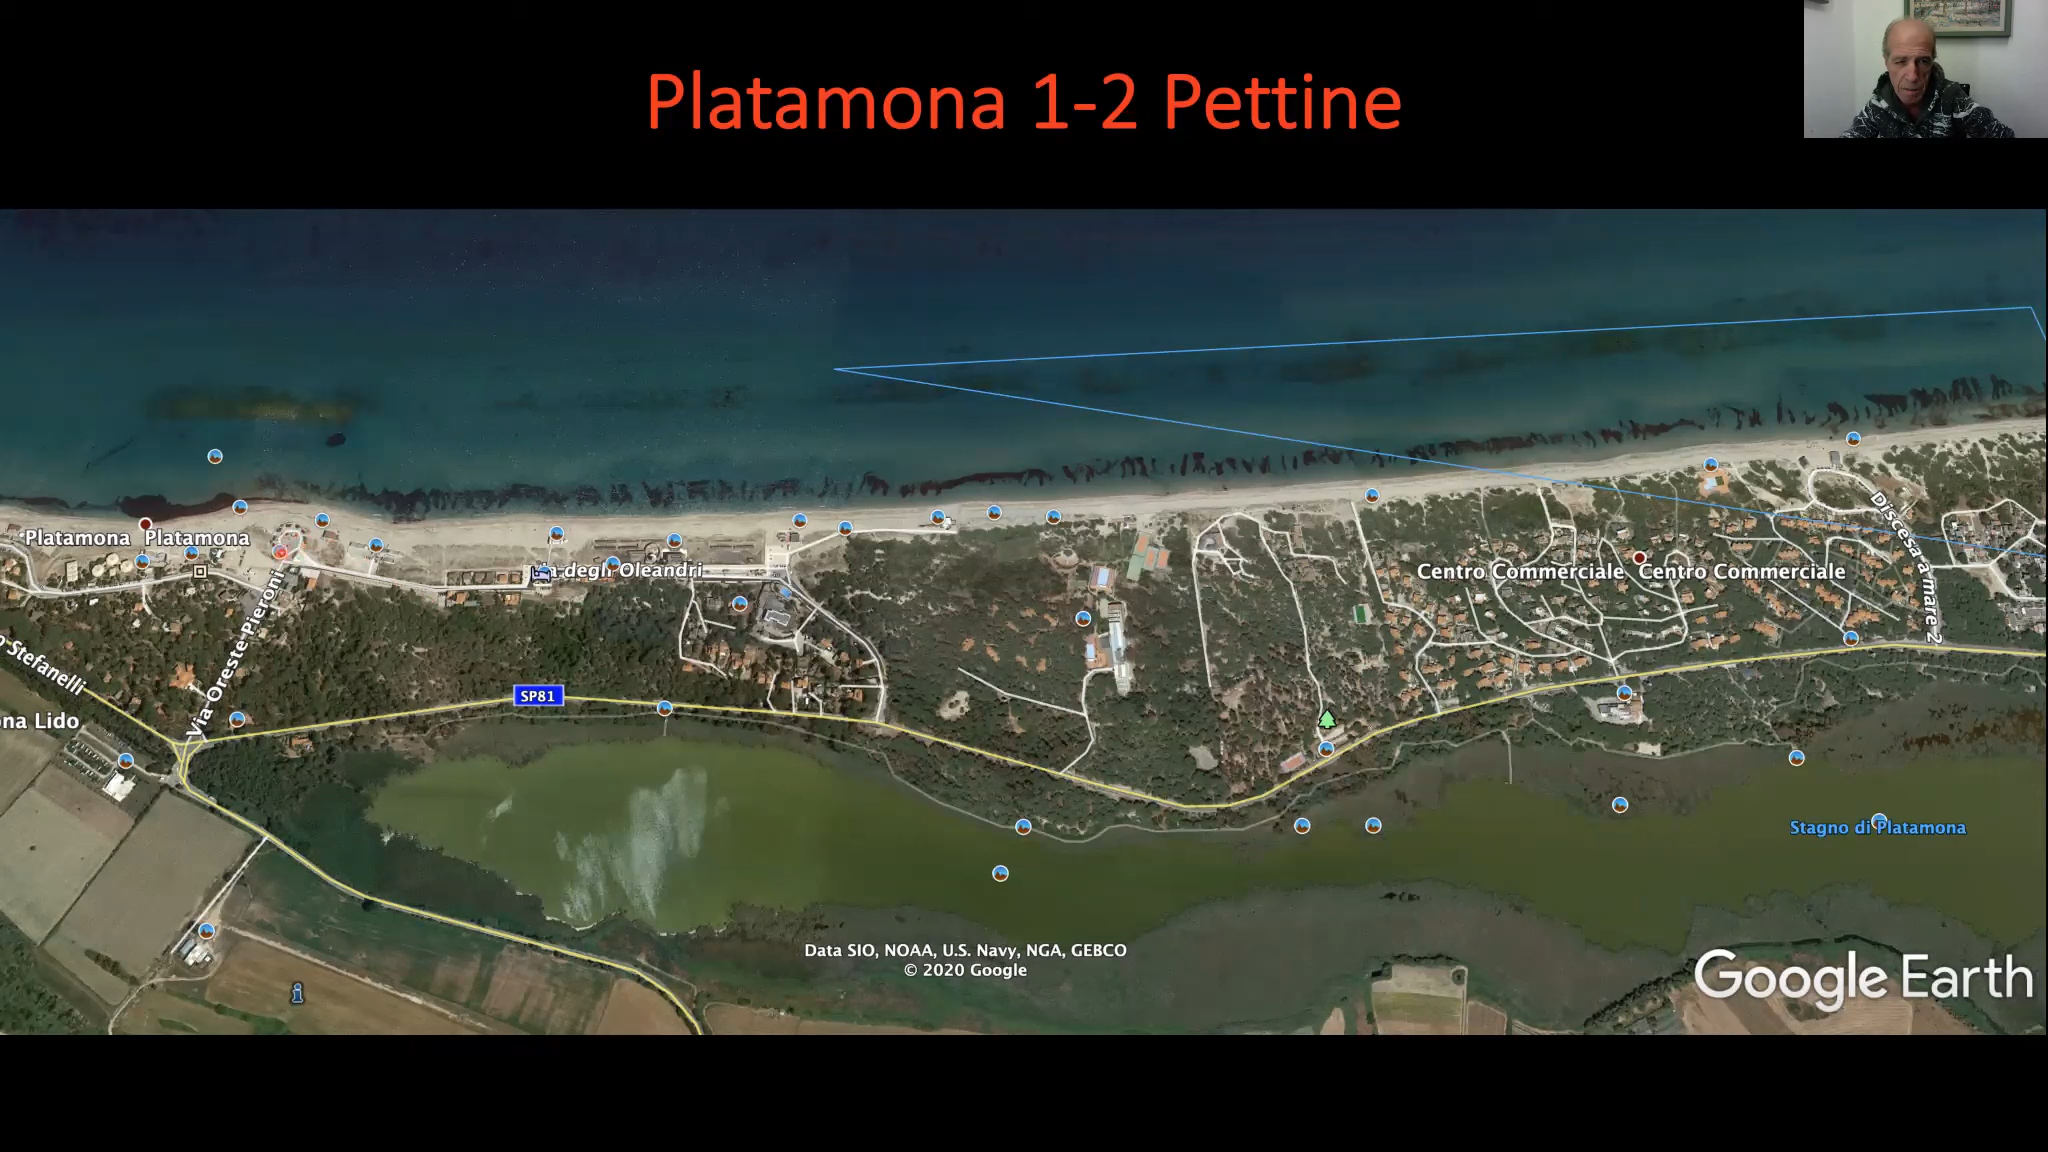 Platamona 1-2 Pettine
Platamona Platamona
Via Oreste Pieroni
degli Oleandri
Stefanelli
SP81
Lido
Centro Commerciale Centro Commerciale
Discesa a mare 2
Stagno di Platamona
Data SIO, NOAA, U.S. Navy, NGA, GEBCO
© 2020 Google
Google Earth